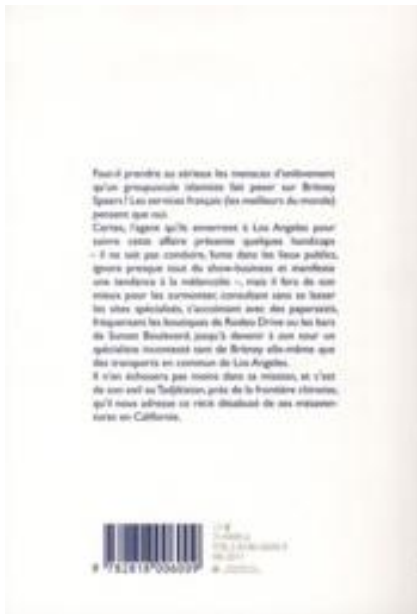 Faut-il prendre au sérieux les menaces d'enlèvement
qu'un groupuscule islamiste fait peser sur Britney
Spears ? Les services français (les meilleurs du monde)
pensent que oui.
Certes, l'agent qu'ils enverront à Los Angeles pour
suivre cette affaire présente quelques handicaps
– il ne sait pas conduire, fume dans les lieux publics,
ignore presque tout du show-business et manifeste
une tendance à la mélancolie –, mais il fera de son
mieux pour les surmonter, consultant sans se lasser
les sites spécialisés, s'accointant avec des paparazzi,
fréquentant les boutiques de Rodeo Drive ou les bars
de Sunset Boulevard, jusqu'à devenir à son tour un
spécialiste incontesté tant de Britney elle-même que
des transports en commun de Los Angeles.
Il n'en échouera pas moins dans sa mission, et c'est
de son exil au Tadjikistan, près de la frontière chinoise,
qu'il nous adresse ce récit désabusé de ses mésaven-
tures en Californie.
9 782818 006009